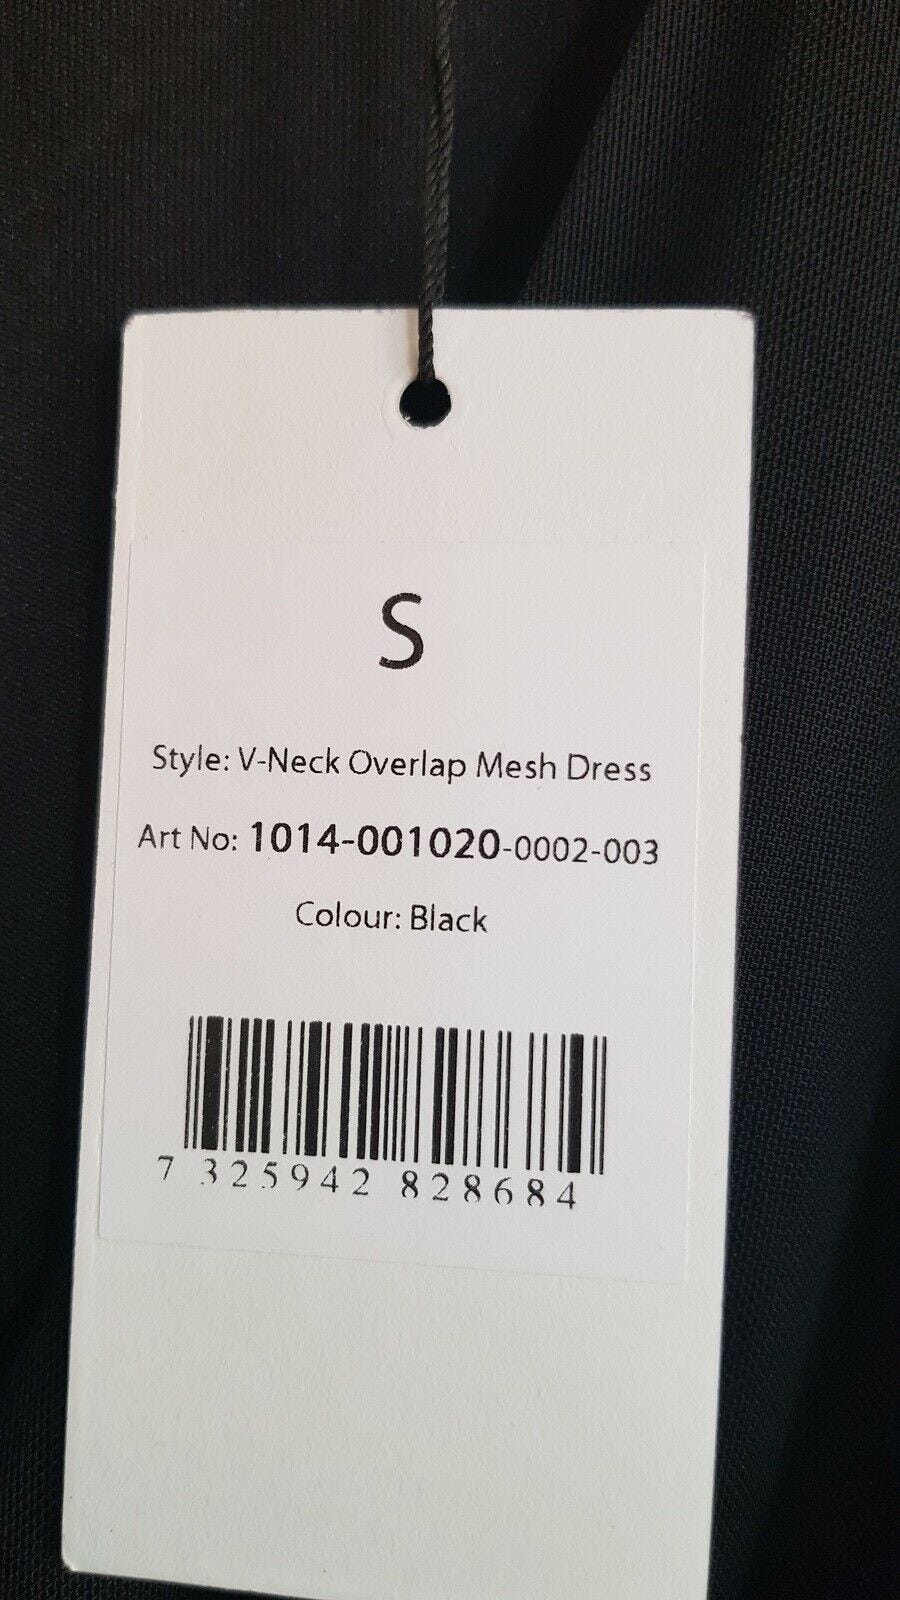 S
Style: V-Neck Overlap Mesh Dress
Art No: 1014-001020-0002-003
Colour: Black
7 325942 828684